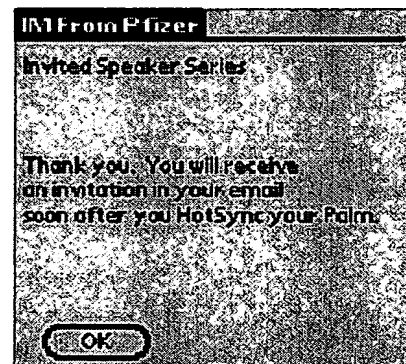 IM From Pfizer
Invited Speaker Series
Thank you. You will receive
an invitation in your email
soon after you HotSync your Palm.
OK